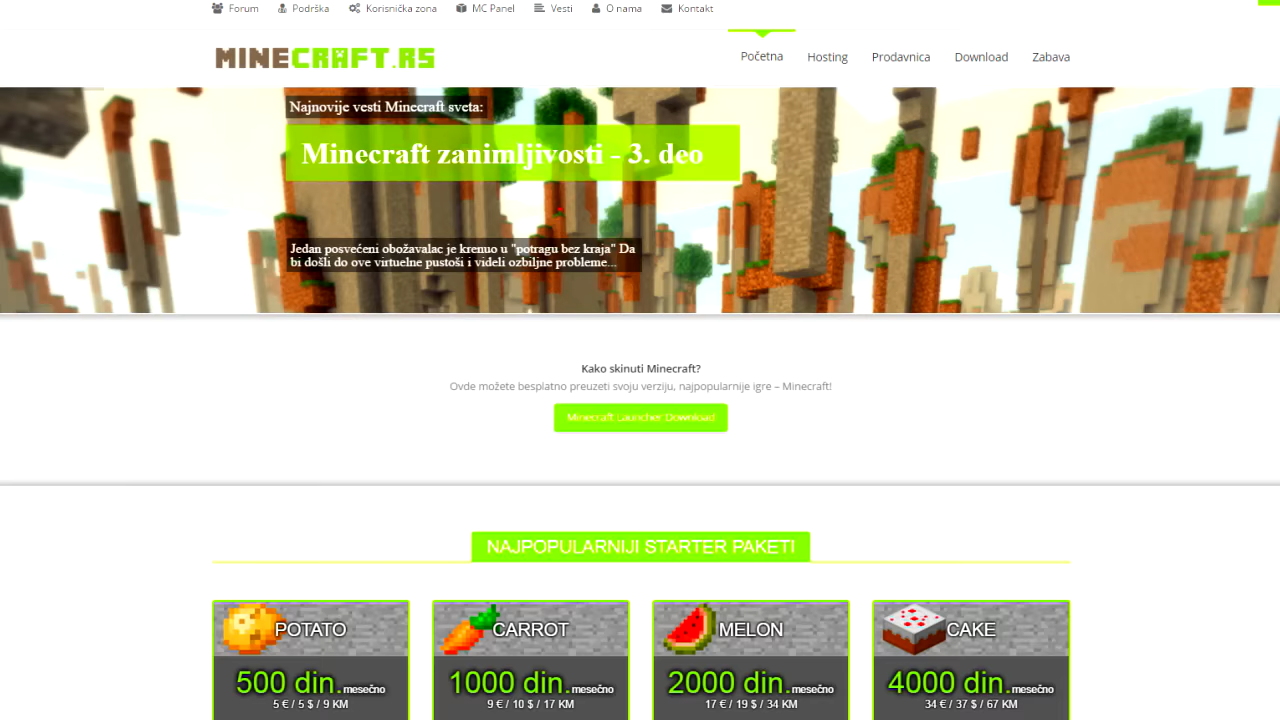 Forum Podrška Korisnička zona MC Panel Vesti O nama Kontakt
MINECRAFT.RS
Početna Hosting Prodavnica Download Zabava
Najnovije vesti Minecraft sveta:
Minecraft zanimljivosti - 3. deo
Jedan posvećeni obožavalac je krenuo u "potragu bez kraja" Da
bi došli do ove virtuelne pustoši i videli ozbiljne probleme...
Kako skinuti Minecraft?
Ovde možete besplatno preuzeti svoju verziju, najpopularnije igre – Minecraft!
Minecraft Launcher Download
NAJPOPULARNIJI STARTER PAKETI
POTATO CARROT MELON CAKE
500 din. mesečno 1000 din. mesečno 2000 din. mesečno 4000 din. mesečno
5 € / 5 $ / 9 KM 9 € / 10 $ / 17 KM 17 € / 19 $ / 34 KM 34 € / 37 $ / 67 KM